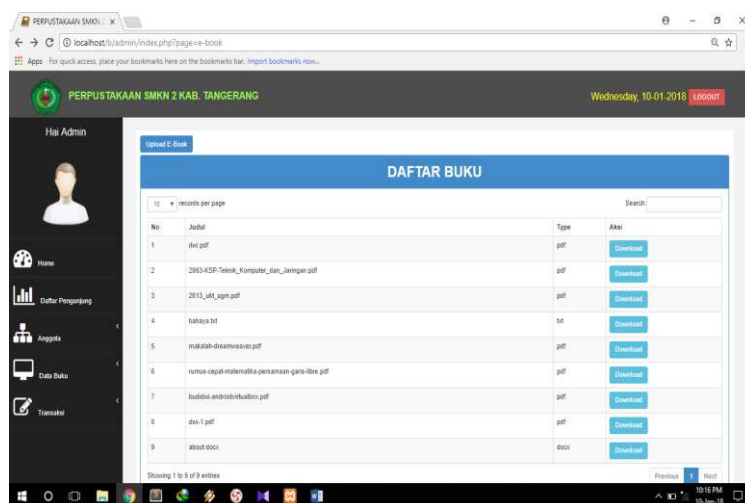 PERPUSTAKAAN SMKN
localhost/b/admin/index.php?page=e-book
Apps For quick access, place your bookmarks here on the bookmarks bar. Import bookmarks now...
PERPUSTAKAAN SMKN 2 KAB. TANGERANG
Wednesday, 10-01-2018 LOGOUT
Hai Admin
Upload E-Book
DAFTAR BUKU
10 records per page
Search:
No Judul Type Aksi
1 dwi.pdf pdf Download
2 2003-KSP-Teknik_Komputer_dan_Jaringan.pdf pdf Download
3 2013_ukt_ugm.pdf pdf Download
4 bahaya.txt txt Download
5 makalah-dreamweaver.pdf pdf Download
6 rumus-cepat-matematika-persamaan-garis-libre.pdf pdf Download
7 budidwi-androidvirtualbox.pdf pdf Download
8 dwi-1.pdf pdf Download
9 about.docx docx Download
Showing 1 to 9 of 9 entries
Previous 1 Next
Home
Daftar Pengunjung
Anggota
Data Buku
Transaksi
10:16 PM
10-Jan-18